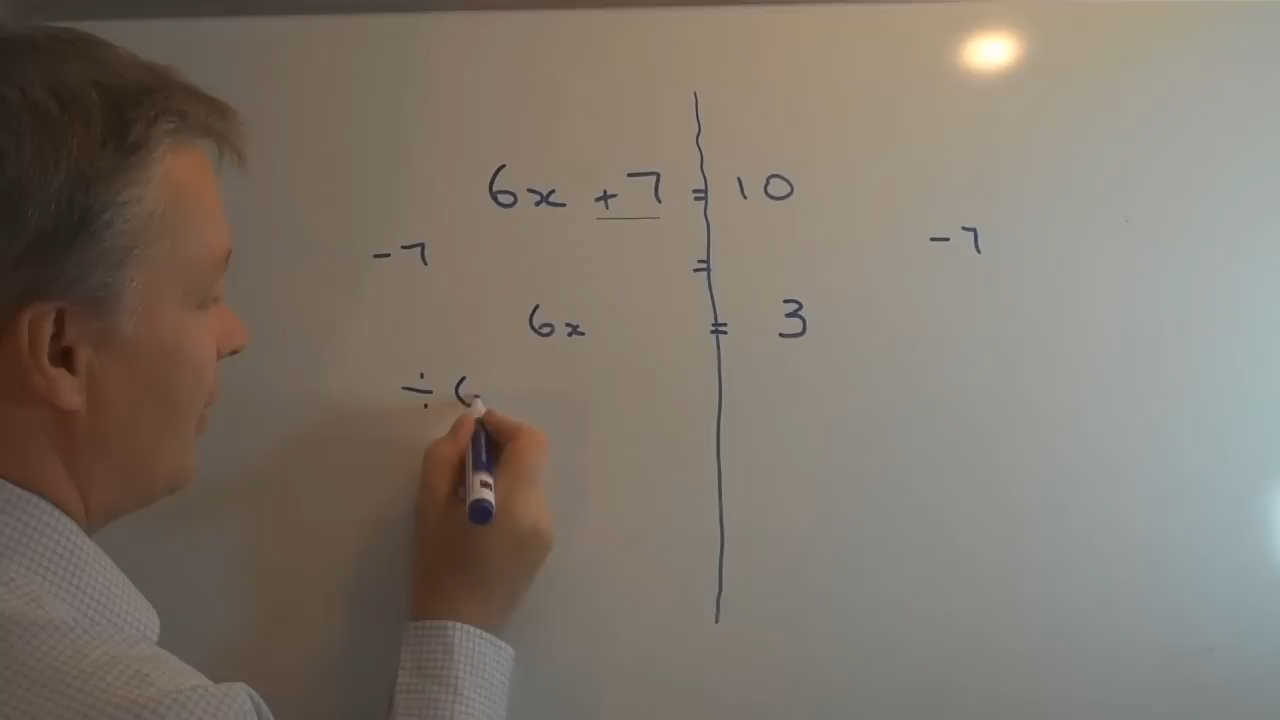 6x + 7 = 10
- 7 = - 7
6x = 3
÷ 6